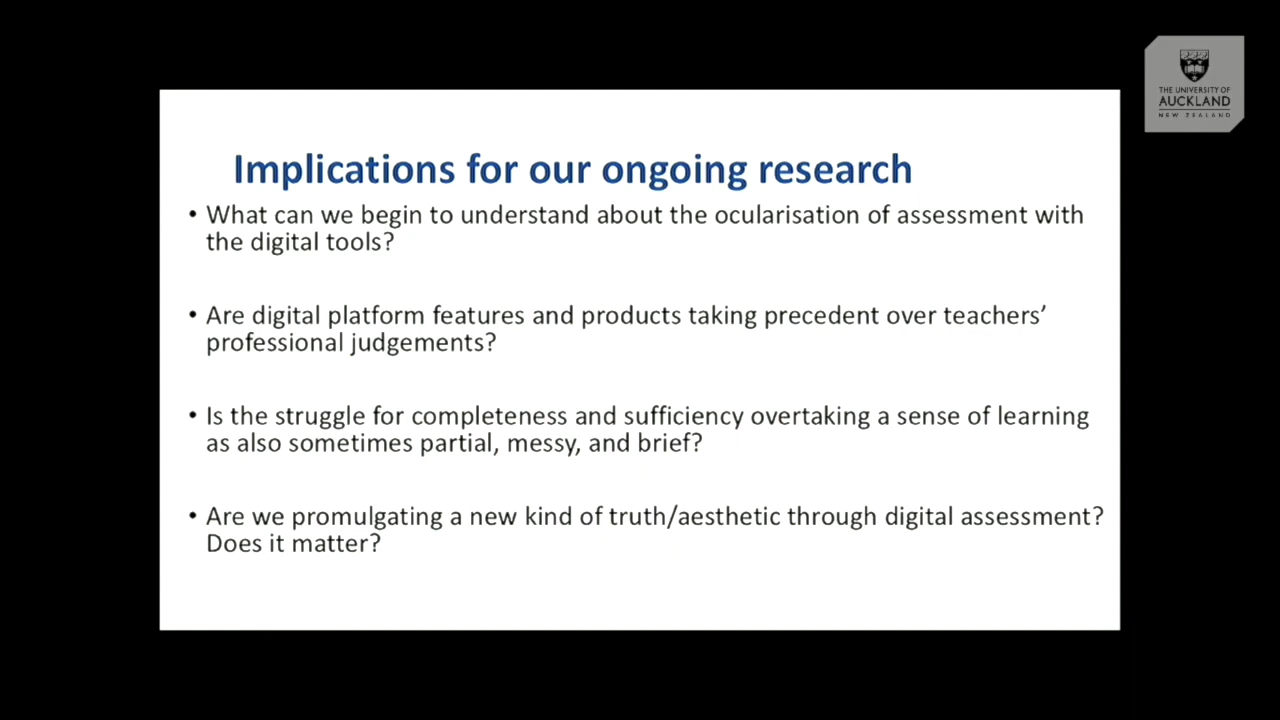 THE UNIVERSITY OF
AUCKLAND
NEW ZEALAND
Implications for our ongoing research
• What can we begin to understand about the ocularisation of assessment with
the digital tools?
• Are digital platform features and products taking precedent over teachers’
professional judgements?
• Is the struggle for completeness and sufficiency overtaking a sense of learning
as also sometimes partial, messy, and brief?
• Are we promulgating a new kind of truth/aesthetic through digital assessment?
Does it matter?